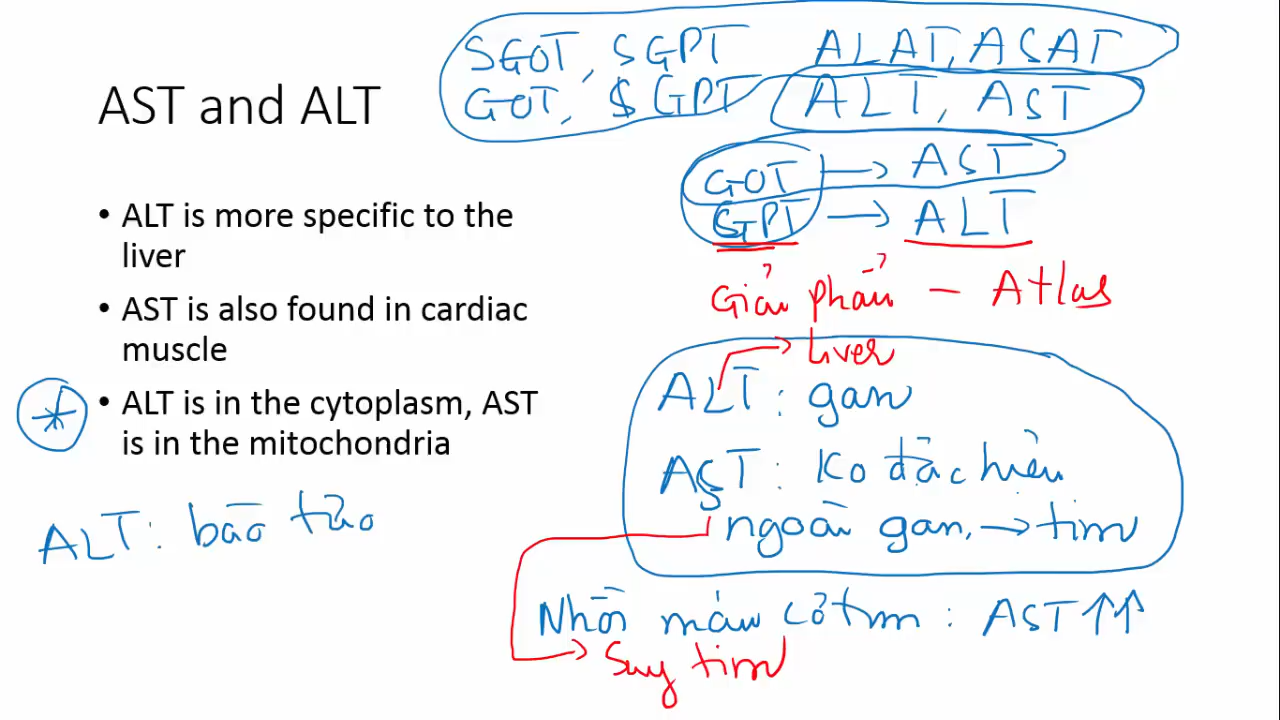 SGOT, SGPT ALAT, ASAT
GOT, SGPT ALT, AST
AST and ALT
GOT → AST
GPT → ALT
• ALT is more specific to the
liver
• AST is also found in cardiac
muscle
• ALT is in the cytoplasm, AST
is in the mitochondria
ALT: bào
Giải phẩu - Atlas
→ Liver
ALT: gan
AST: Ko đặc hiệu
ngoài gan, → tim
Nhồi máu cơ tim: AST↑↑
→ Suy tim